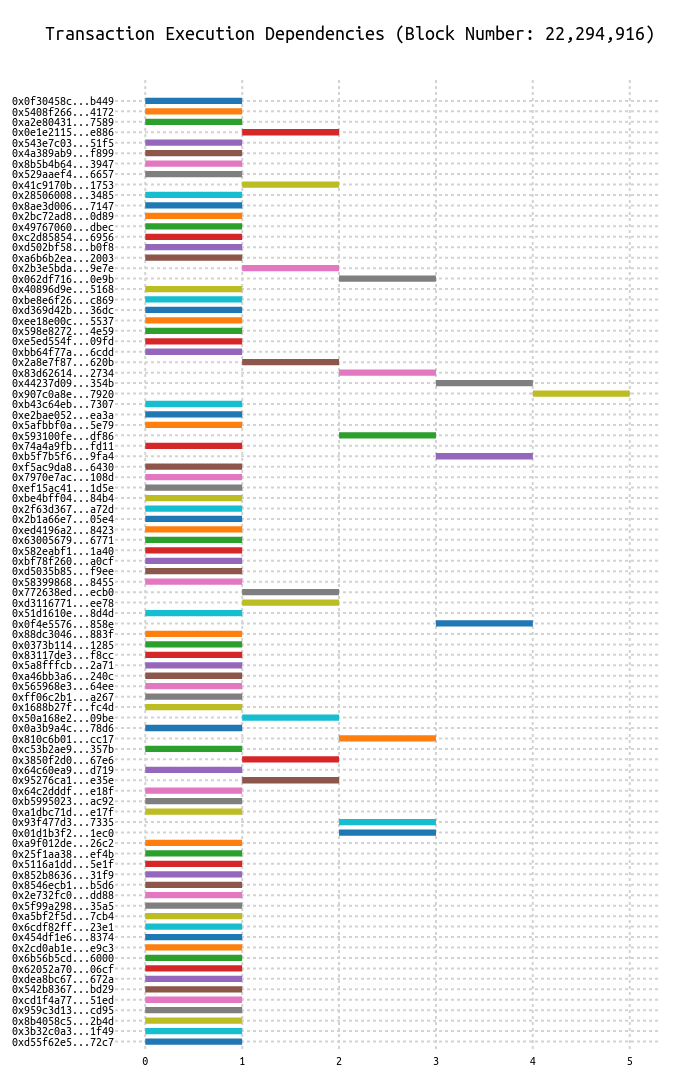 Transaction Execution Dependencies (Block Number: 22,294,916)
0x0f30458c...b449
0x5408f266...4172
0xa2e80431...7589
0x0e1e2115...e886
0x543e7c03...51f5
0x4a389ab9...f899
0x8b5b4b64...3947
0x529aaef4...6657
0x41c9170b...1753
0x28506008...3485
0x8ae3d006...7147
0x2bc72ad8...0d89
0x49767060...dbec
0xc2d85854...6956
0xd502bf58...b0f8
0xa6b6b2ea...2003
0x2b3e5bda...9e7e
0x062df716...0e9b
0x40896d9e...5168
0xbe8e6f26...c869
0xd369d42b...36dc
0xee18e00c...5537
0x598e8272...4e59
0xe5ed554f...09fd
0xbb64f77a...6cdd
0x2a8e7f87...620b
0x83d62614...2734
0x44237d09...354b
0x907c0a8e...7920
0xb43c64eb...7307
0xe2bae052...ea3a
0x5afbbf0a...5e79
0x593100fe...df86
0x74a4a9fb...fd11
0xb5f7b5f6...9fa4
0xf5ac9da8...6430
0x7970e7ac...108d
0xef15ac41...1d5e
0xbe4bff04...84b4
0x2f63d367...a72d
0x2b1a66e7...05e4
0xed4196a2...8423
0x63005679...6771
0x582eabf1...1a40
0xbf78f260...a0cf
0xd5035b85...f9ee
0x58399868...8455
0x772638ed...ecb0
0xd3116771...ee78
0x51d1610e...8d4d
0x0f4e5576...858e
0x88dc3046...883f
0x0373b114...1285
0x83117de3...f8cc
0x5a8fffcb...2a71
0xa46bb3a6...240c
0x565968e3...64ee
0xff06c2b1...a267
0x1688b27f...fc4d
0x50a168e2...09be
0x0a3b9a4c...78d6
0x810c6b01...cc17
0xc53b2ae9...357b
0x3850f2d0...67e6
0x64c60ea9...d719
0x95276ca1...e35e
0x64c2dddf...e18f
0xb5995023...ac92
0xa1dbc71d...e17f
0x93f477d3...7335
0x01d1b3f2...1ec0
0xa9f012de...26c2
0x25f1aa38...ef4b
0x5116a1dd...5e1f
0x852b8636...31f9
0x8546ecb1...b5d6
0x2e732fc0...dd88
0x5f99a298...35a5
0xa5bf2f5d...7cb4
0x6cdf82ff...23e1
0x454df1e6...8374
0x2cd0ab1e...e9c3
0x6b56b5cd...6000
0x62052a70...06cf
0xdea8bc67...672a
0x542b8367...bd29
0xcd1f4a77...51ed
0x959c3d13...cd95
0x8b4058c5...2b4d
0x3b32c0a3...1f49
0xd55f62e5...72c7
0 1 2 3 4 5